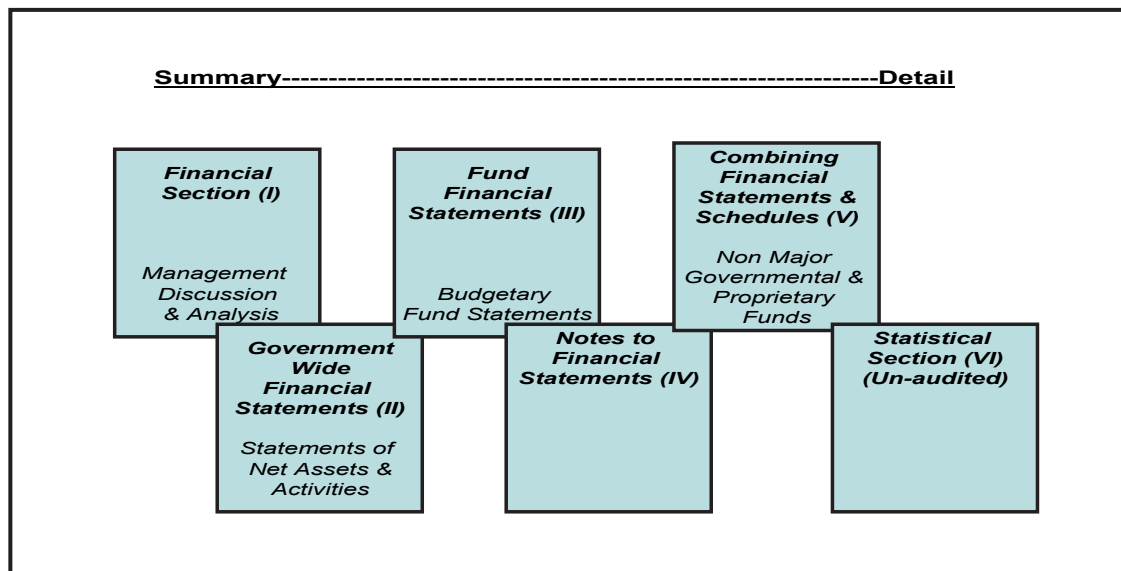 Summary----------------------------------------------------------------Detail
Financial
Section (I)
Management
Discussion
& Analysis
Government
Wide
Financial
Statements (II)
Statements of
Net Assets &
Activities
Fund
Financial
Statements (III)
Budgetary
Fund Statements
Notes to
Financial
Statements (IV)
Combining
Financial
Statements &
Schedules (V)
Non Major
Governmental &
Proprietary
Funds
Statistical
Section (VI)
(Un-audited)